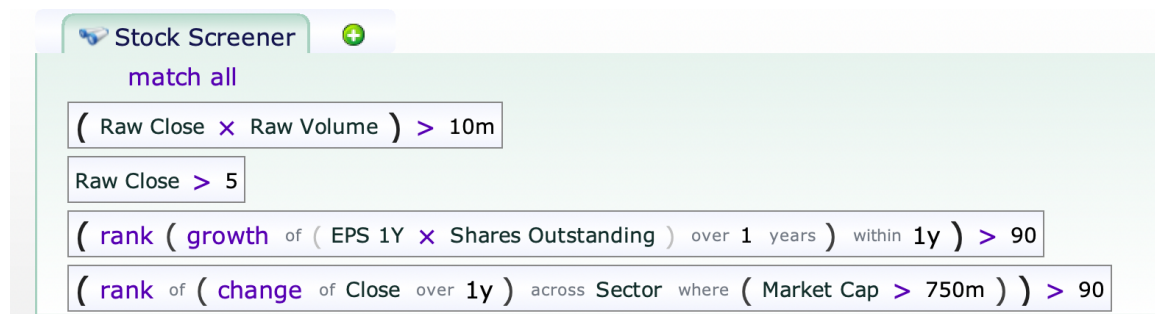 Stock Screener
match all
( Raw Close × Raw Volume ) > 10m
Raw Close > 5
( rank ( growth of ( EPS 1Y × Shares Outstanding ) over 1 years ) within 1y ) > 90
( rank of ( change of Close over 1y ) across Sector where ( Market Cap > 750m ) ) > 90